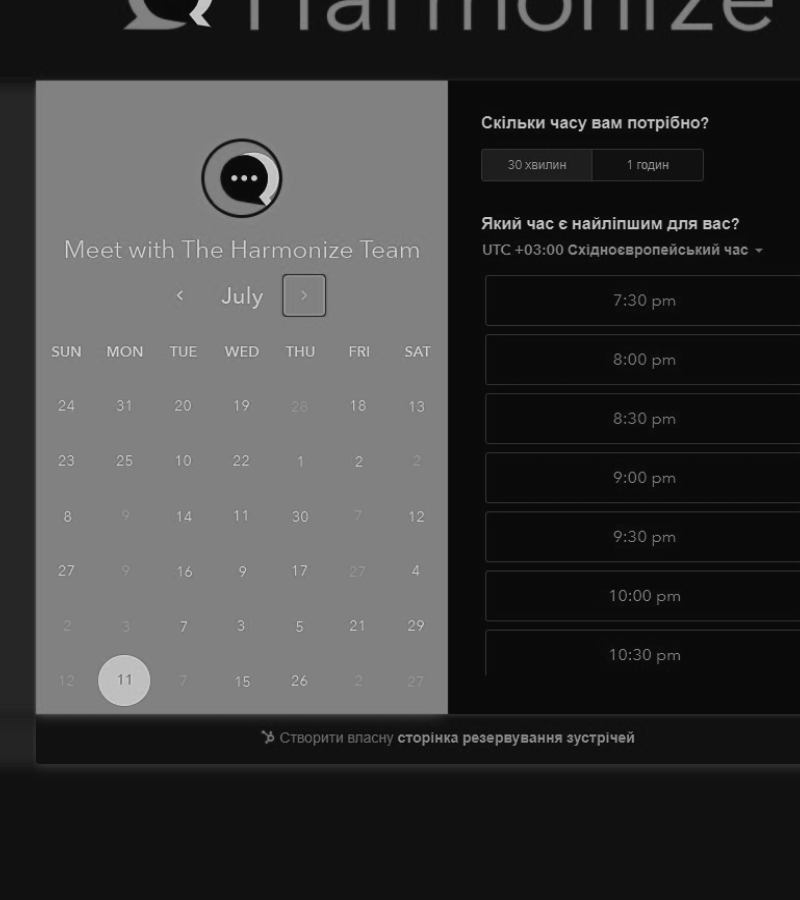 Harmonize
Meet with The Harmonize Team
July
SUN MON TUE WED THU FRI SAT
24 31 20 19 28 18 13
23 25 10 22 1 2 2
8 9 14 11 30 7 12
27 9 16 9 17 27 4
2 3 7 3 5 21 29
12 11 7 15 26 2 27
Скільки часу вам потрібно?
30 хвилин 1 годин
Який час є найліпшим для вас?
UTC +03:00 Східноєвропейський час
7:30 pm
8:00 pm
8:30 pm
9:00 pm
9:30 pm
10:00 pm
10:30 pm
Створити власну сторінка резервування зустрічей